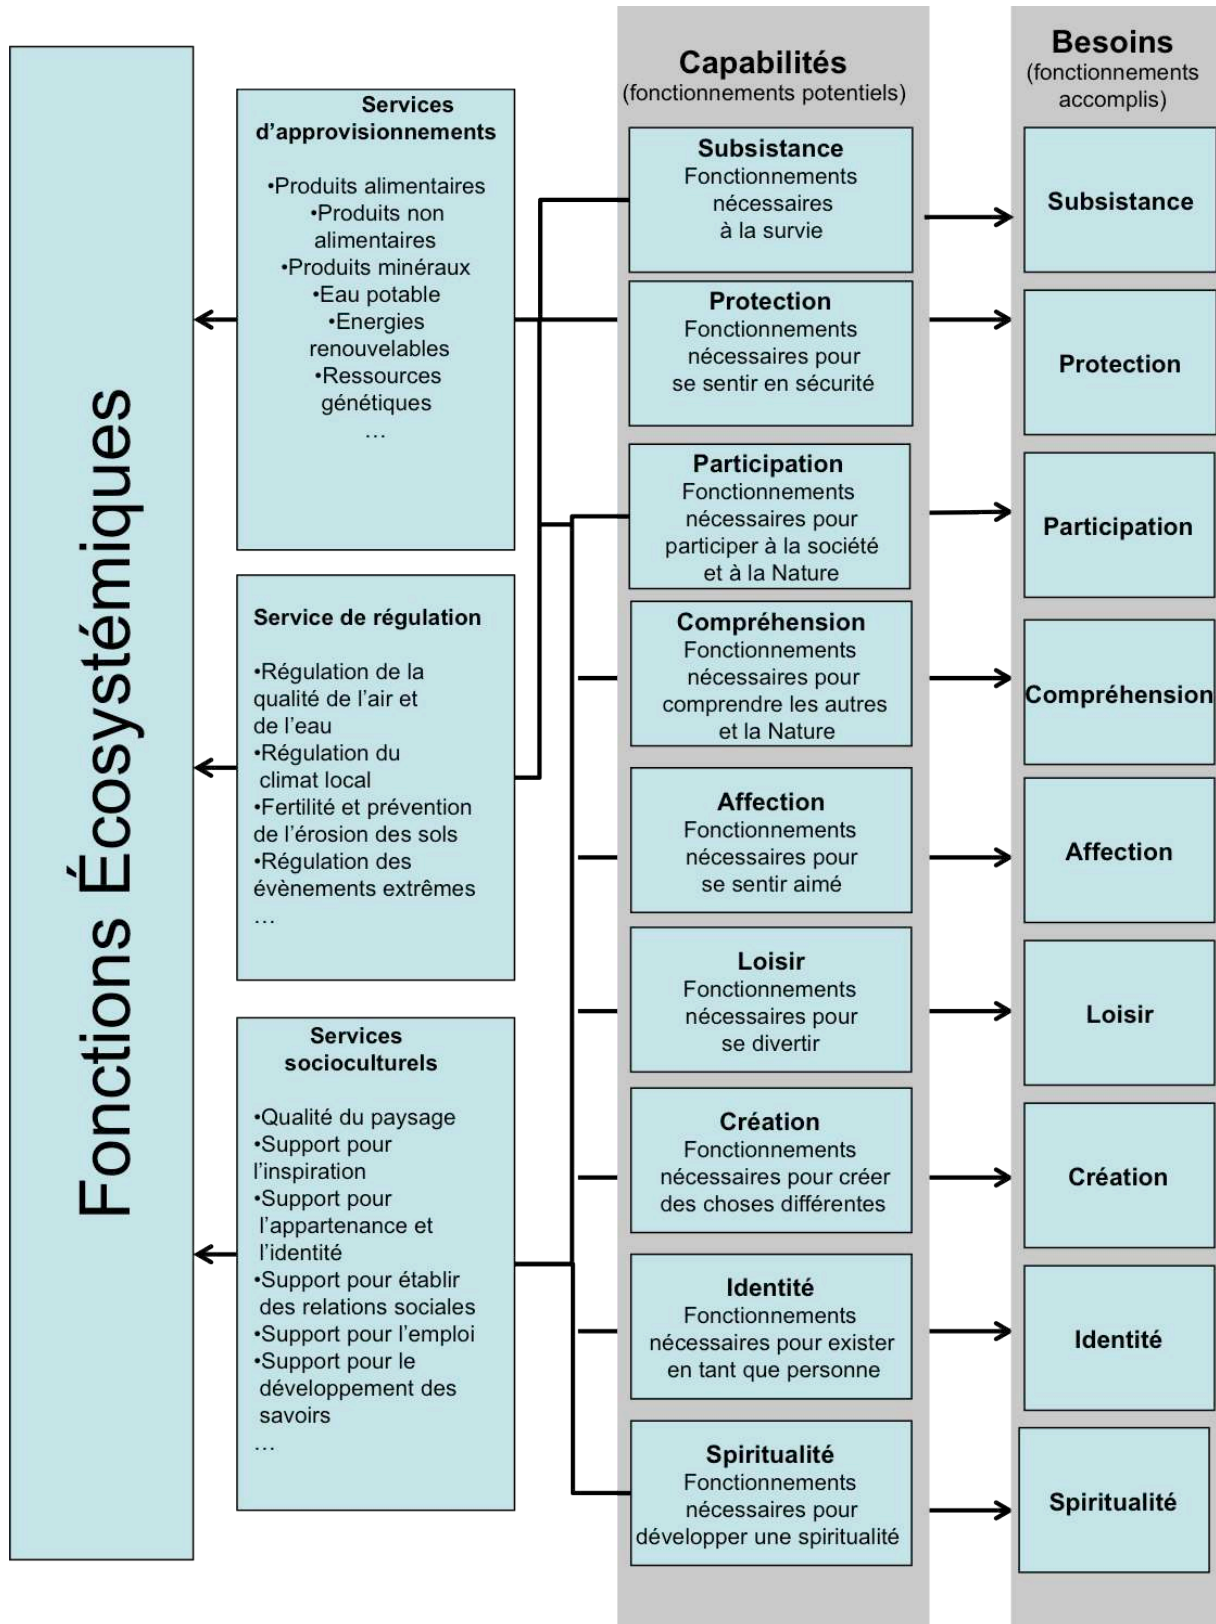 Fonctions Écosystémiques
Services
d’approvisionnements
•Produits alimentaires
•Produits non
alimentaires
•Produits minéraux
•Eau potable
•Energies
renouvelables
•Ressources
génétiques
…
Service de régulation
•Régulation de la
qualité de l’air et
de l’eau
•Régulation du
climat local
•Fertilité et prévention
de l’érosion des sols
•Régulation des
évènements extrêmes
…
Services
socioculturels
•Qualité du paysage
•Support pour
l’inspiration
•Support pour
l’appartenance et
l’identité
•Support pour établir
des relations sociales
•Support pour l’emploi
•Support pour le
développement des
savoirs
…
Capabilités
(fonctionnements potentiels)
Subsistance
Fonctionnements
nécessaires
à la survie
Protection
Fonctionnements
nécessaires pour
se sentir en sécurité
Participation
Fonctionnements
nécessaires pour
participer à la société
et à la Nature
Compréhension
Fonctionnements
nécessaires pour
comprendre les autres
et la Nature
Affection
Fonctionnements
nécessaires pour
se sentir aimé
Loisir
Fonctionnements
nécessaires pour
se divertir
Création
Fonctionnements
nécessaires pour créer
des choses différentes
Identité
Fonctionnements
nécessaires pour exister
en tant que personne
Spiritualité
Fonctionnements
nécessaires pour
développer une spiritualité
Besoins
(fonctionnements
accomplis)
Subsistance
Protection
Participation
Compréhension
Affection
Loisir
Création
Identité
Spiritualité